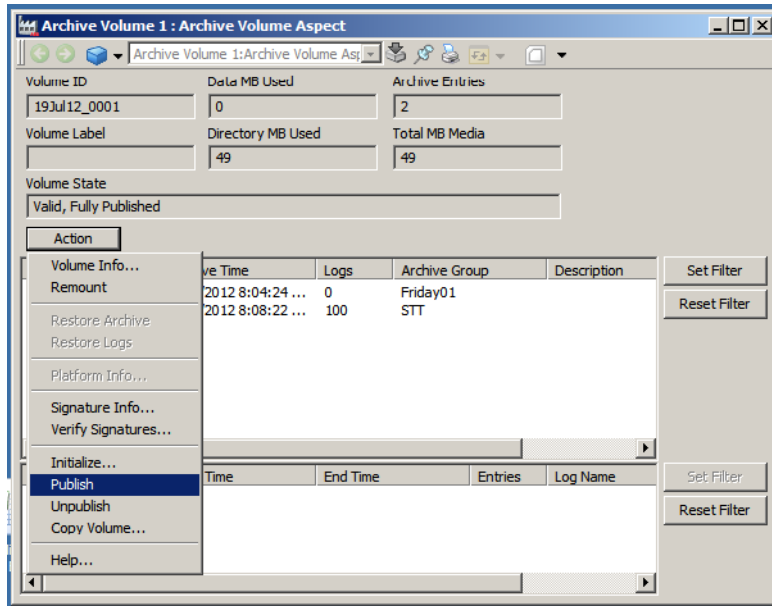 Archive Volume 1 : Archive Volume Aspect
Archive Volume 1:Archive Volume Asp
Volume ID Data MB Used Archive Entries
19Jul12_0001 0 2
Volume Label Directory MB Used Total MB Media
49 49
Volume State
Valid, Fully Published
Action
Volume Info...
Remount
Restore Archive
Restore Logs
Platform Info...
Signature Info...
Verify Signatures...
Initialize...
Publish
Unpublish
Copy Volume...
Help...
ve Time Logs Archive Group Description
/2012 8:04:24 ... 0 Friday01
/2012 8:08:22 ... 100 STT
Set Filter
Reset Filter
Time End Time Entries Log Name
Set Filter
Reset Filter